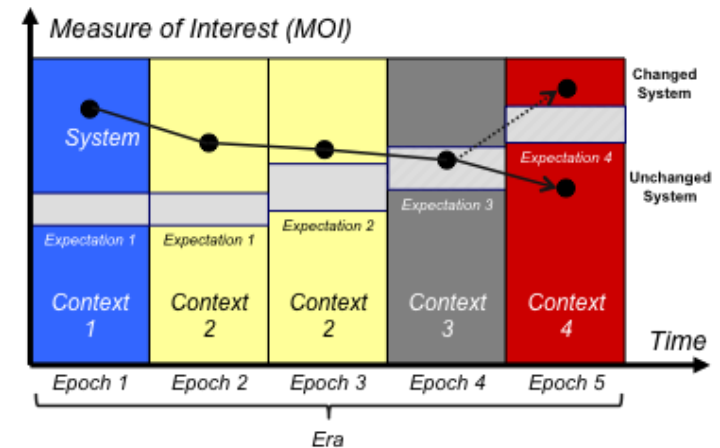 Measure of Interest (MOI)
Changed
System
System
Expectation 4
Unchanged
System
Expectation 3
Expectation 2
Expectation 1
Expectation 1
Context
1
Context
2
Context
2
Context
3
Context
4
Time
Epoch 1
Epoch 2
Epoch 3
Epoch 4
Epoch 5
Era